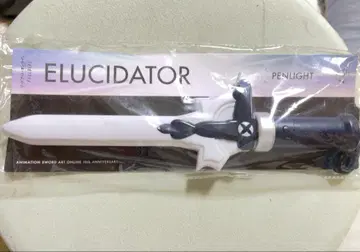 ELUCIDATOR
PENLIGHT
ANIMATION SWORD ART ONLINE 10th ANNIVERSARY